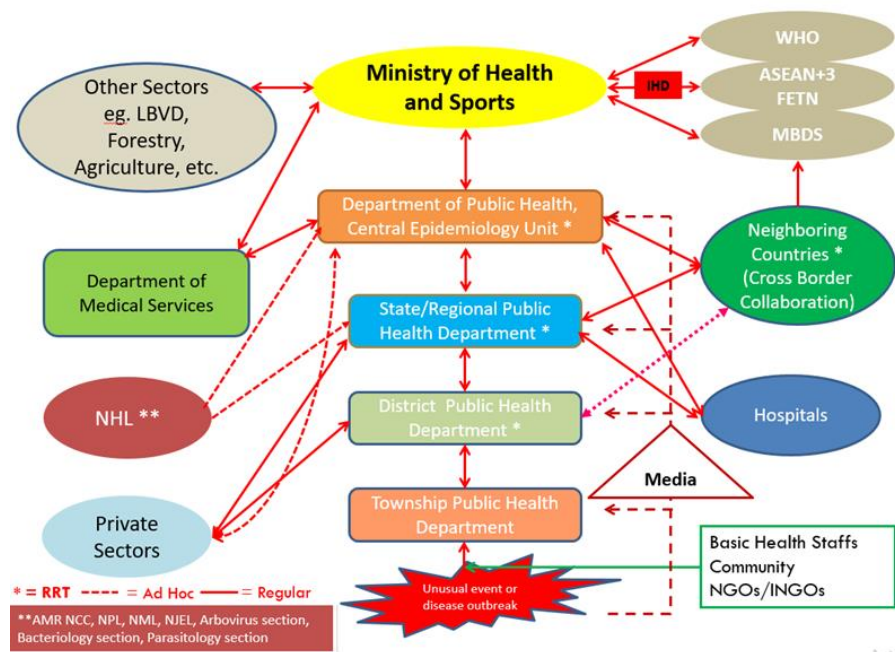 Ministry of Health
and Sports
WHO
ASEAN+3
FETN
MBDS
IHD
Other Sectors
eg. LBVD,
Forestry,
Agriculture, etc.
Department of Public Health,
Central Epidemiology Unit *
Neighboring
Countries *
(Cross Border
Collaboration)
Department of
Medical Services
State/Regional Public
Health Department *
NHL **
District Public Health
Department *
Hospitals
Media
Private
Sectors
Township Public Health
Department
Basic Health Staffs
Community
NGOs/INGOs
Unusual event or
disease outbreak
* = RRT = Ad Hoc = Regular
**AMR NCC, NPL, NML, NJEL, Arbovirus section,
Bacteriology section, Parasitology section